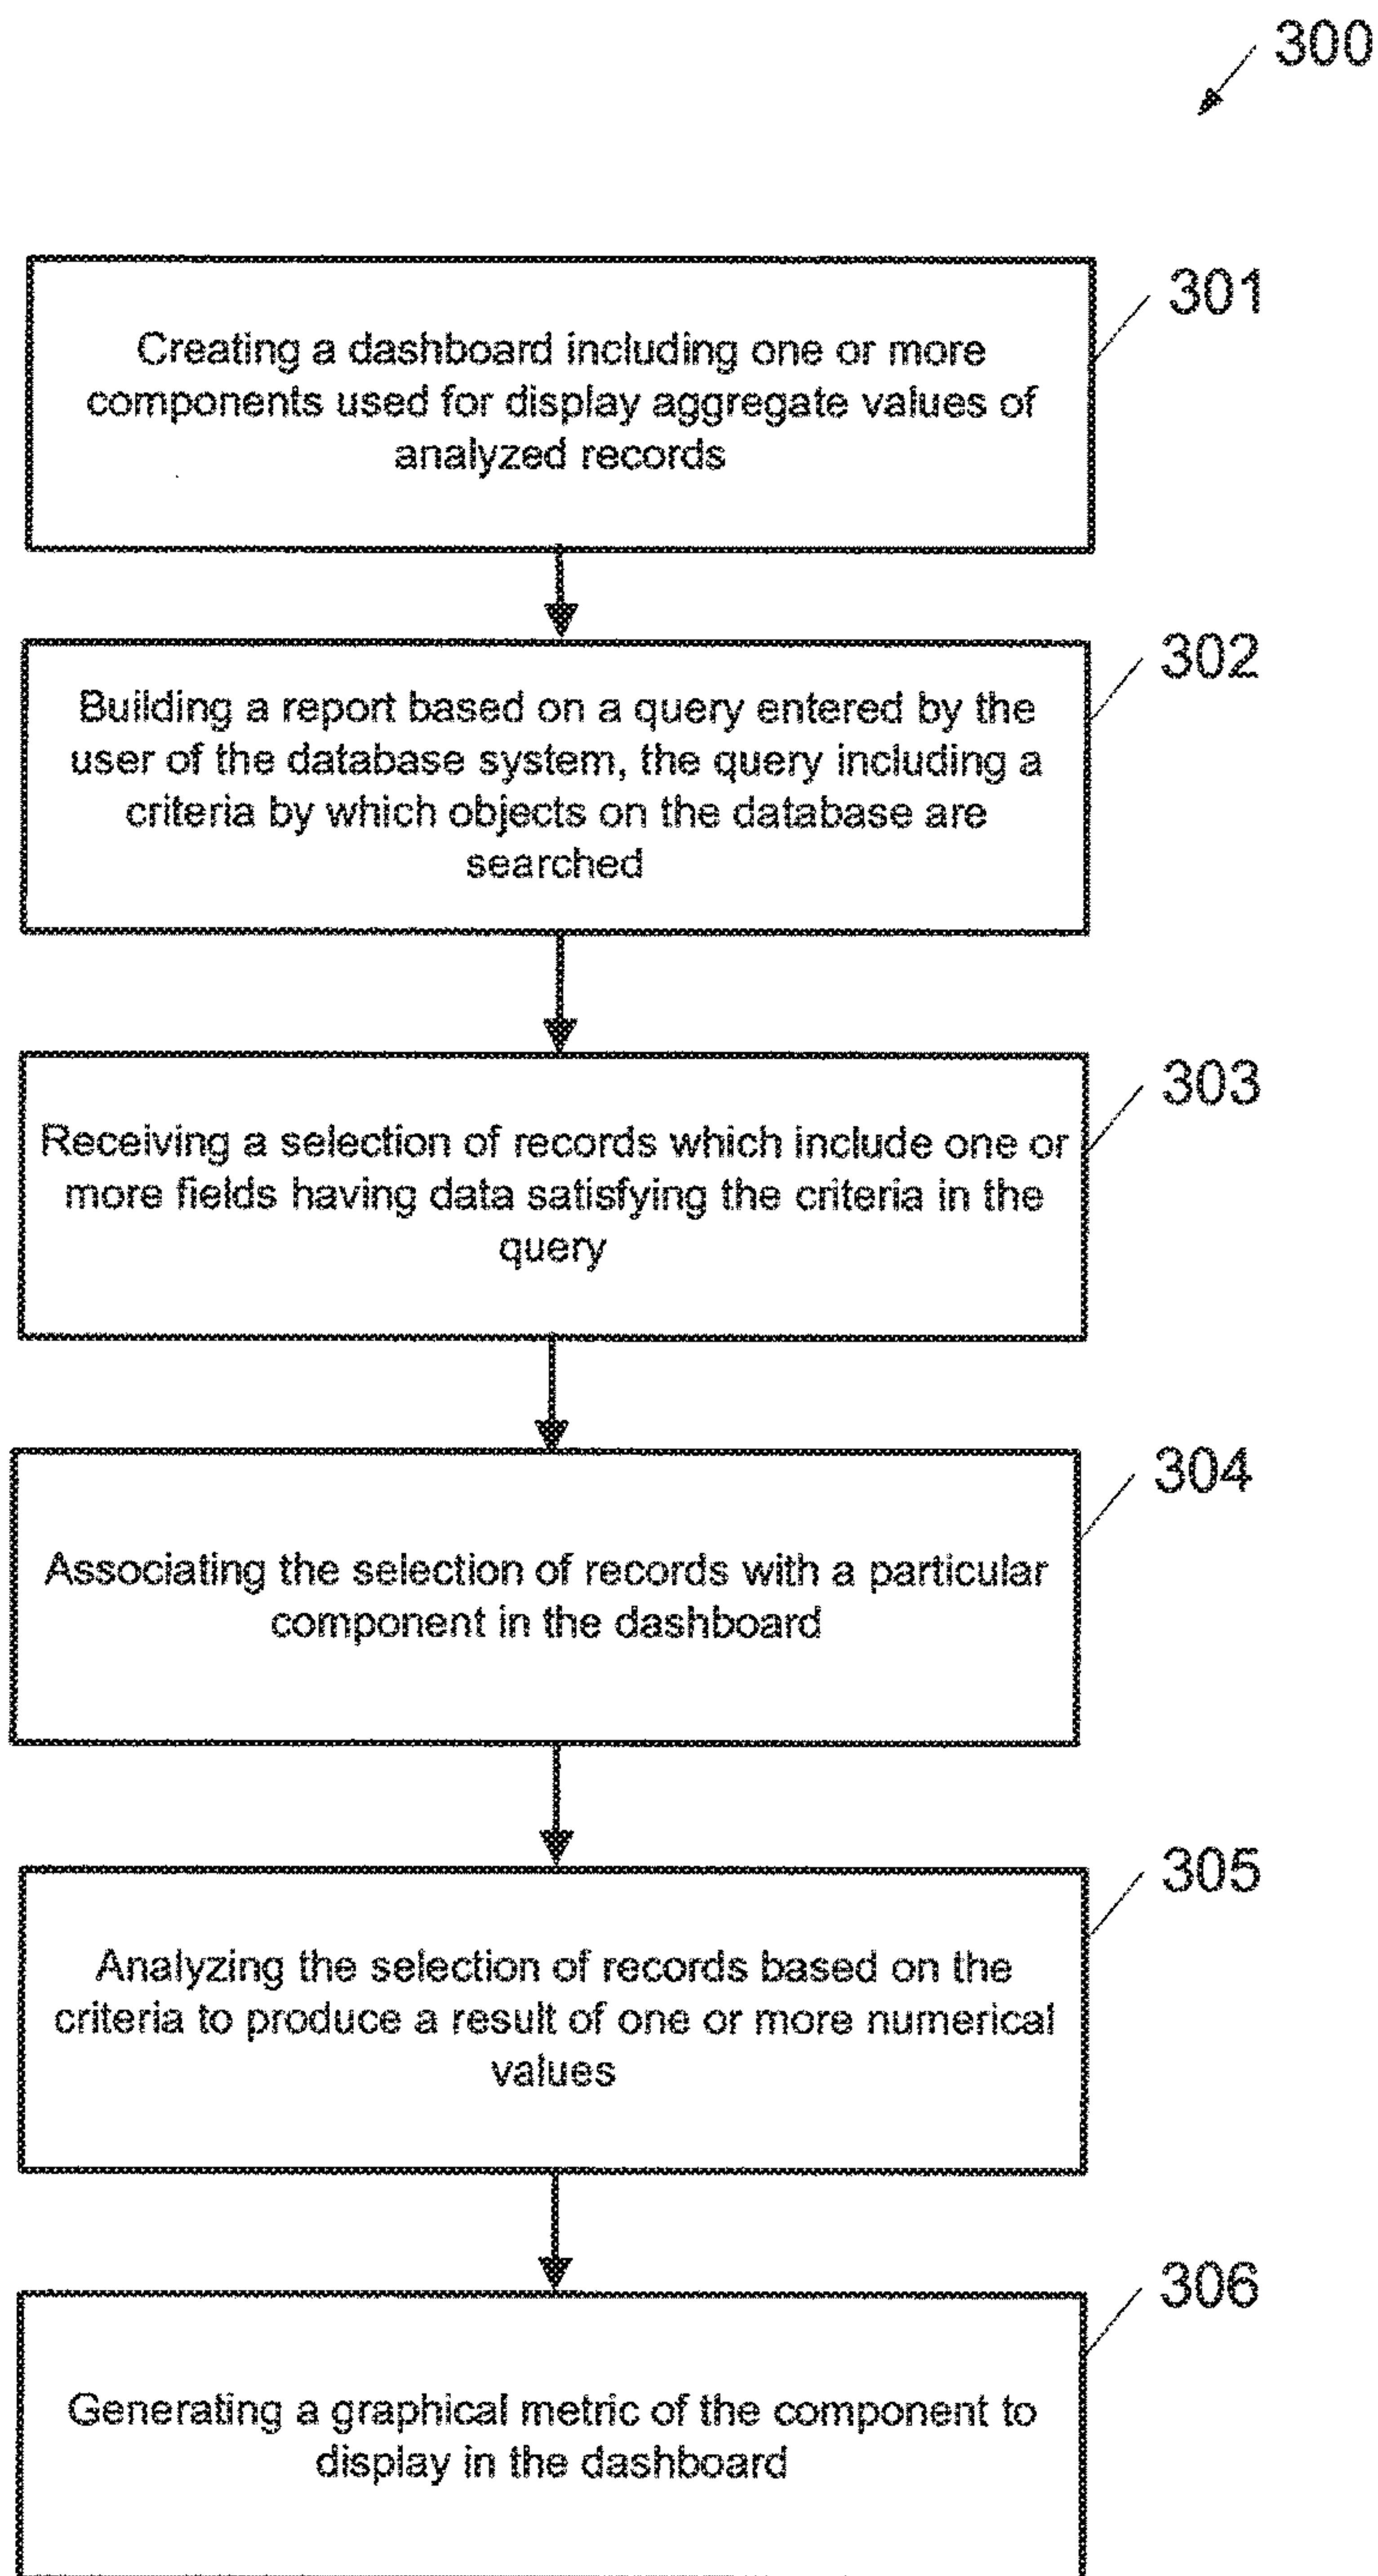 300
301
Creating a dashboard including one or more
components used for display aggregate values of
analyzed records
302
Building a report based on a query entered by the
user of the database system, the query including a
criteria by which objects on the database are
searched
303
Receiving a selection of records which include one or
more fields having data satisfying the criteria in the
query
304
Associating the selection of records with a particular
component in the dashboard
305
Analyzing the selection of records based on the
criteria to produce a result of one or more numerical
values
306
Generating a graphical metric of the component to
display in the dashboard